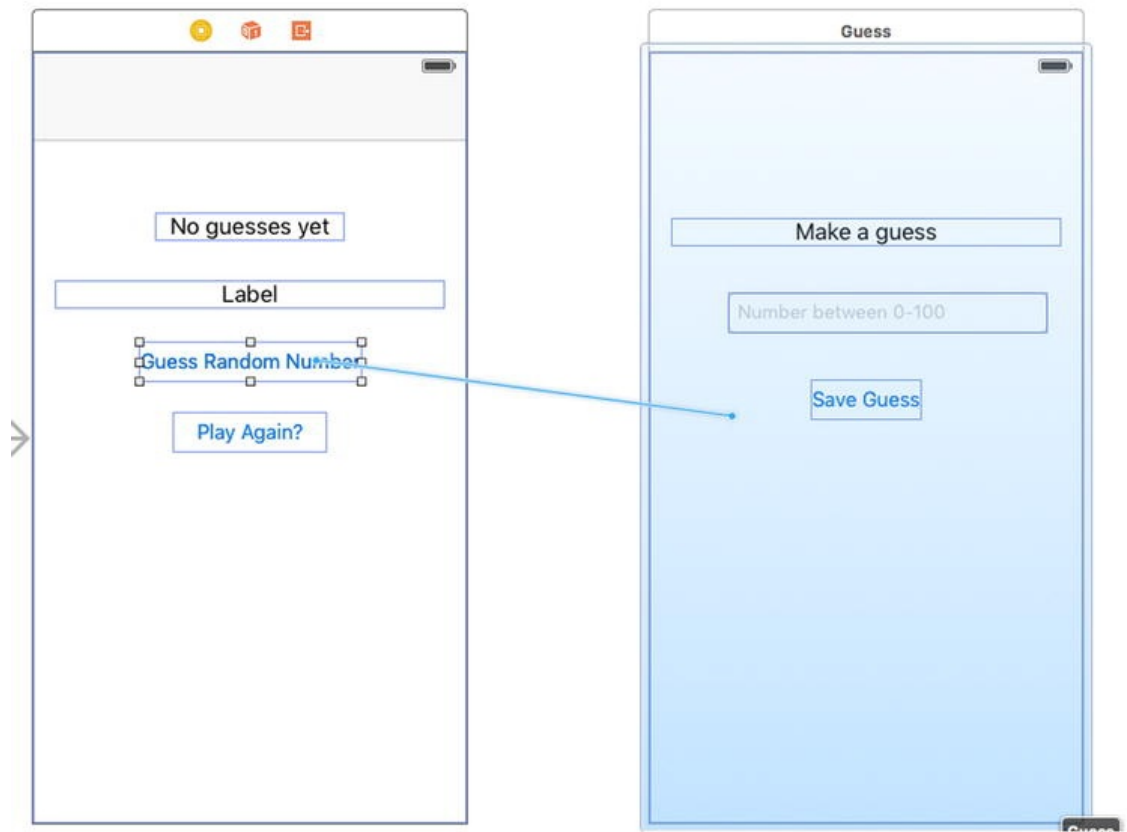 Guess
No guesses yet
Make a guess
Label
Number between 0-100
Guess Random Number
Save Guess
Play Again?